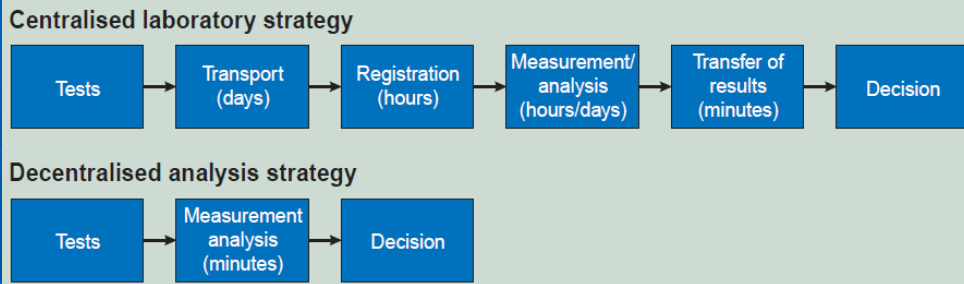 Centralised laboratory strategy
Tests
Transport
(days)
Registration
(hours)
Measurement/
analysis
(hours/days)
Transfer of
results
(minutes)
Decision
Decentralised analysis strategy
Tests
Measurement
analysis
(minutes)
Decision